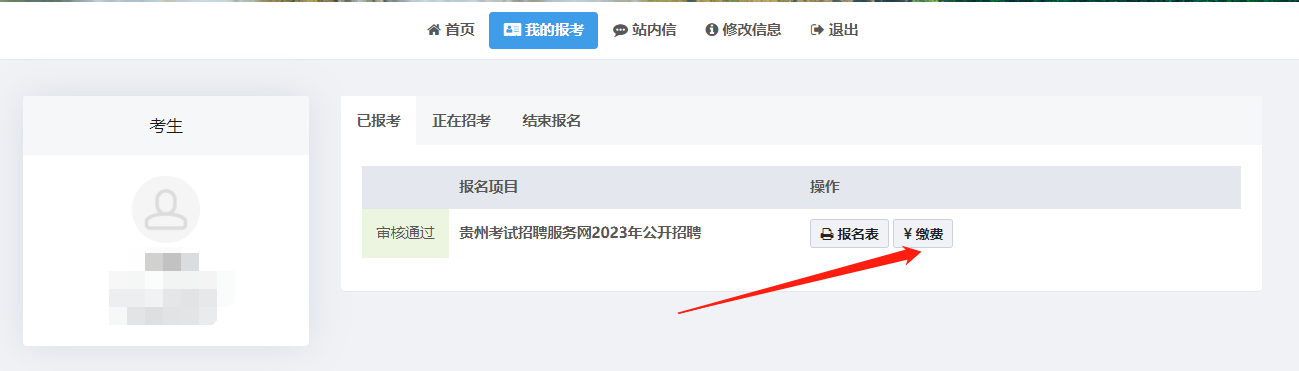 首页 我的报考 站内信 修改信息 退出
考生
已报考 正在招考 结束报名
报名项目 操作
审核通过 贵州考试招聘服务网2023年公开招聘 报名表 ¥ 缴费